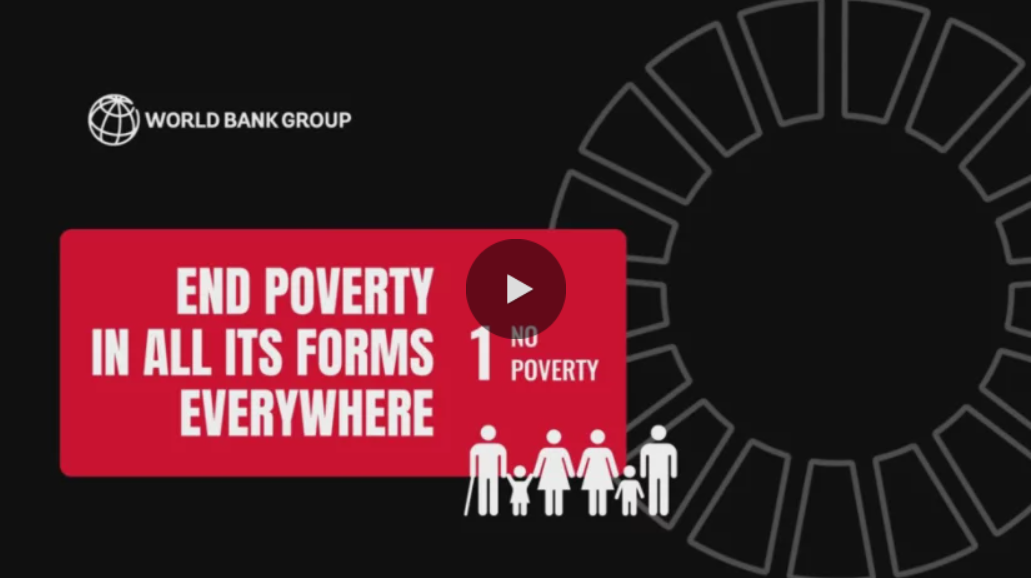 WORLD BANK GROUP
END POVERTY
IN ALL ITS FORMS
EVERYWHERE
1 NO
POVERTY